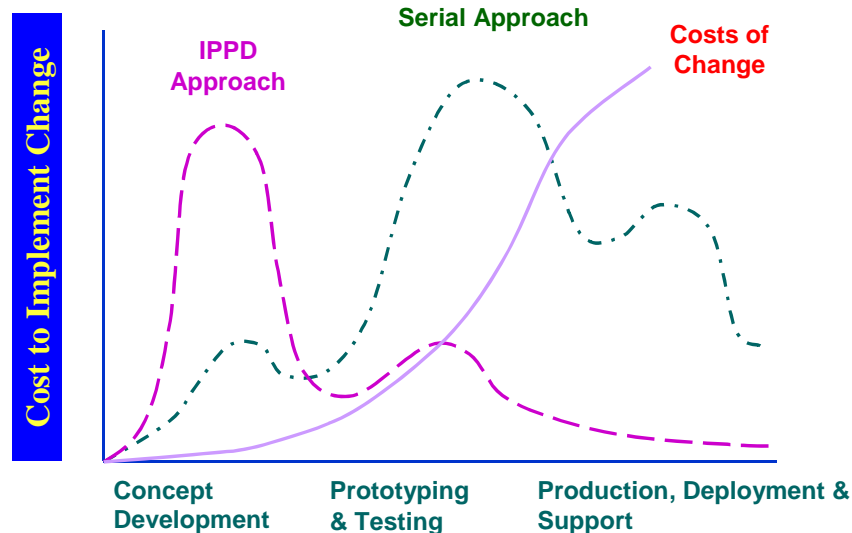 Serial Approach
IPPD
Approach
Costs of
Change
Cost to Implement Change
Concept
Development
Prototyping
& Testing
Production, Deployment &
Support